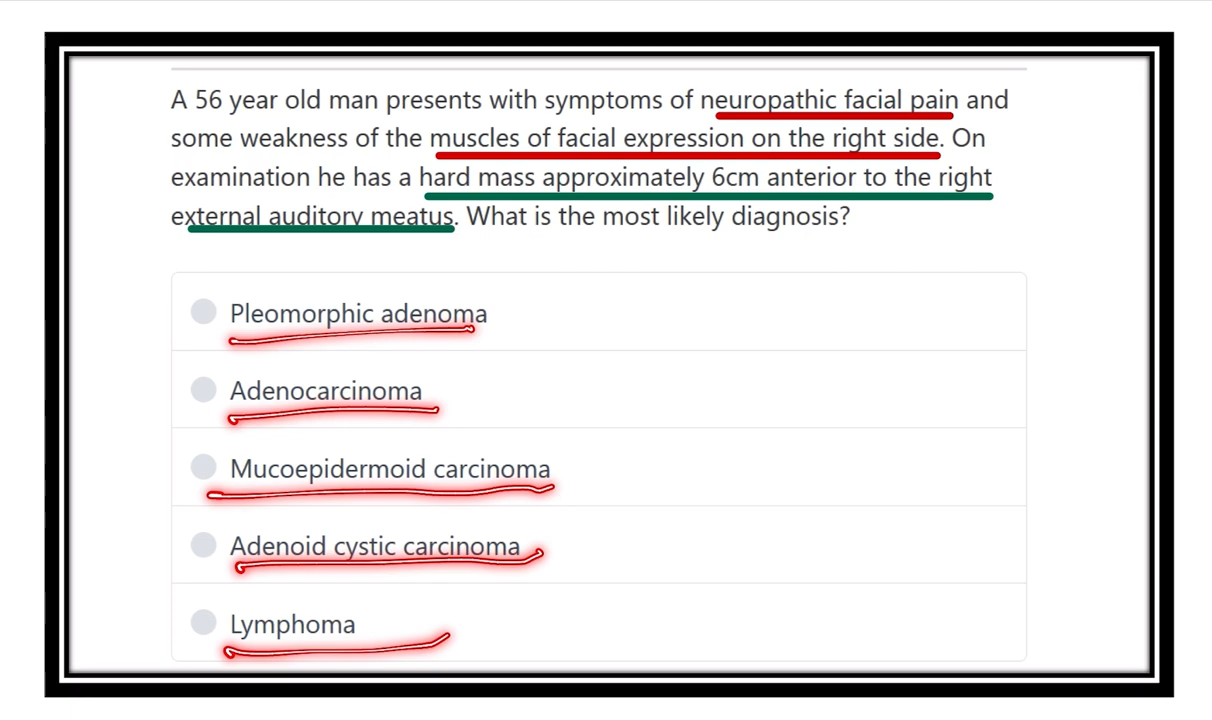 A 56 year old man presents with symptoms of neuropathic facial pain and
some weakness of the muscles of facial expression on the right side. On
examination he has a hard mass approximately 6cm anterior to the right
external auditory meatus. What is the most likely diagnosis?
Pleomorphic adenoma
Adenocarcinoma
Mucoepidermoid carcinoma
Adenoid cystic carcinoma
Lymphoma